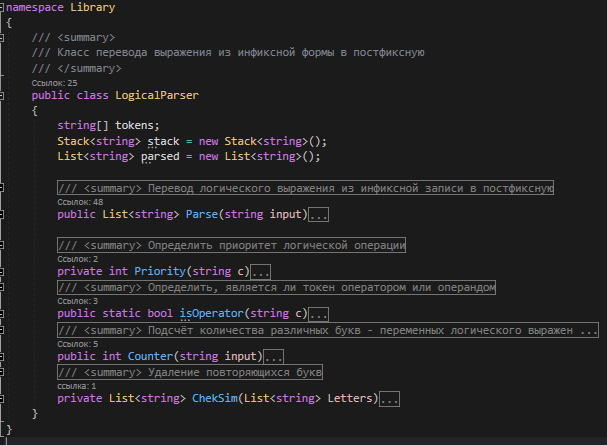 namespace Library
{
/// <summary>
/// Класс перевода выражения из инфиксной формы в постфиксную
/// </summary>
Ссылок: 25
public class LogicalParser
{
string[] tokens;
Stack<string> stack = new Stack<string>();
List<string> parsed = new List<string>();
/// <summary> Перевод логического выражения из инфиксной записи в постфиксную
Ссылок: 48
public List<string> Parse(string input)...
/// <summary> Определить приоритет логической операции
Ссылок: 2
private int Priority(string c)...
/// <summary> Определить, является ли токен оператором или операндом
Ссылок: 3
public static bool isOperator(string c)...
/// <summary> Подсчёт количества различных букв - переменных логического выражен ...
Ссылок: 5
public int Counter(string input)...
/// <summary> Удаление повторяющихся букв
ссылка: 1
private List<string> ChekSim(List<string> Letters)...
}
}